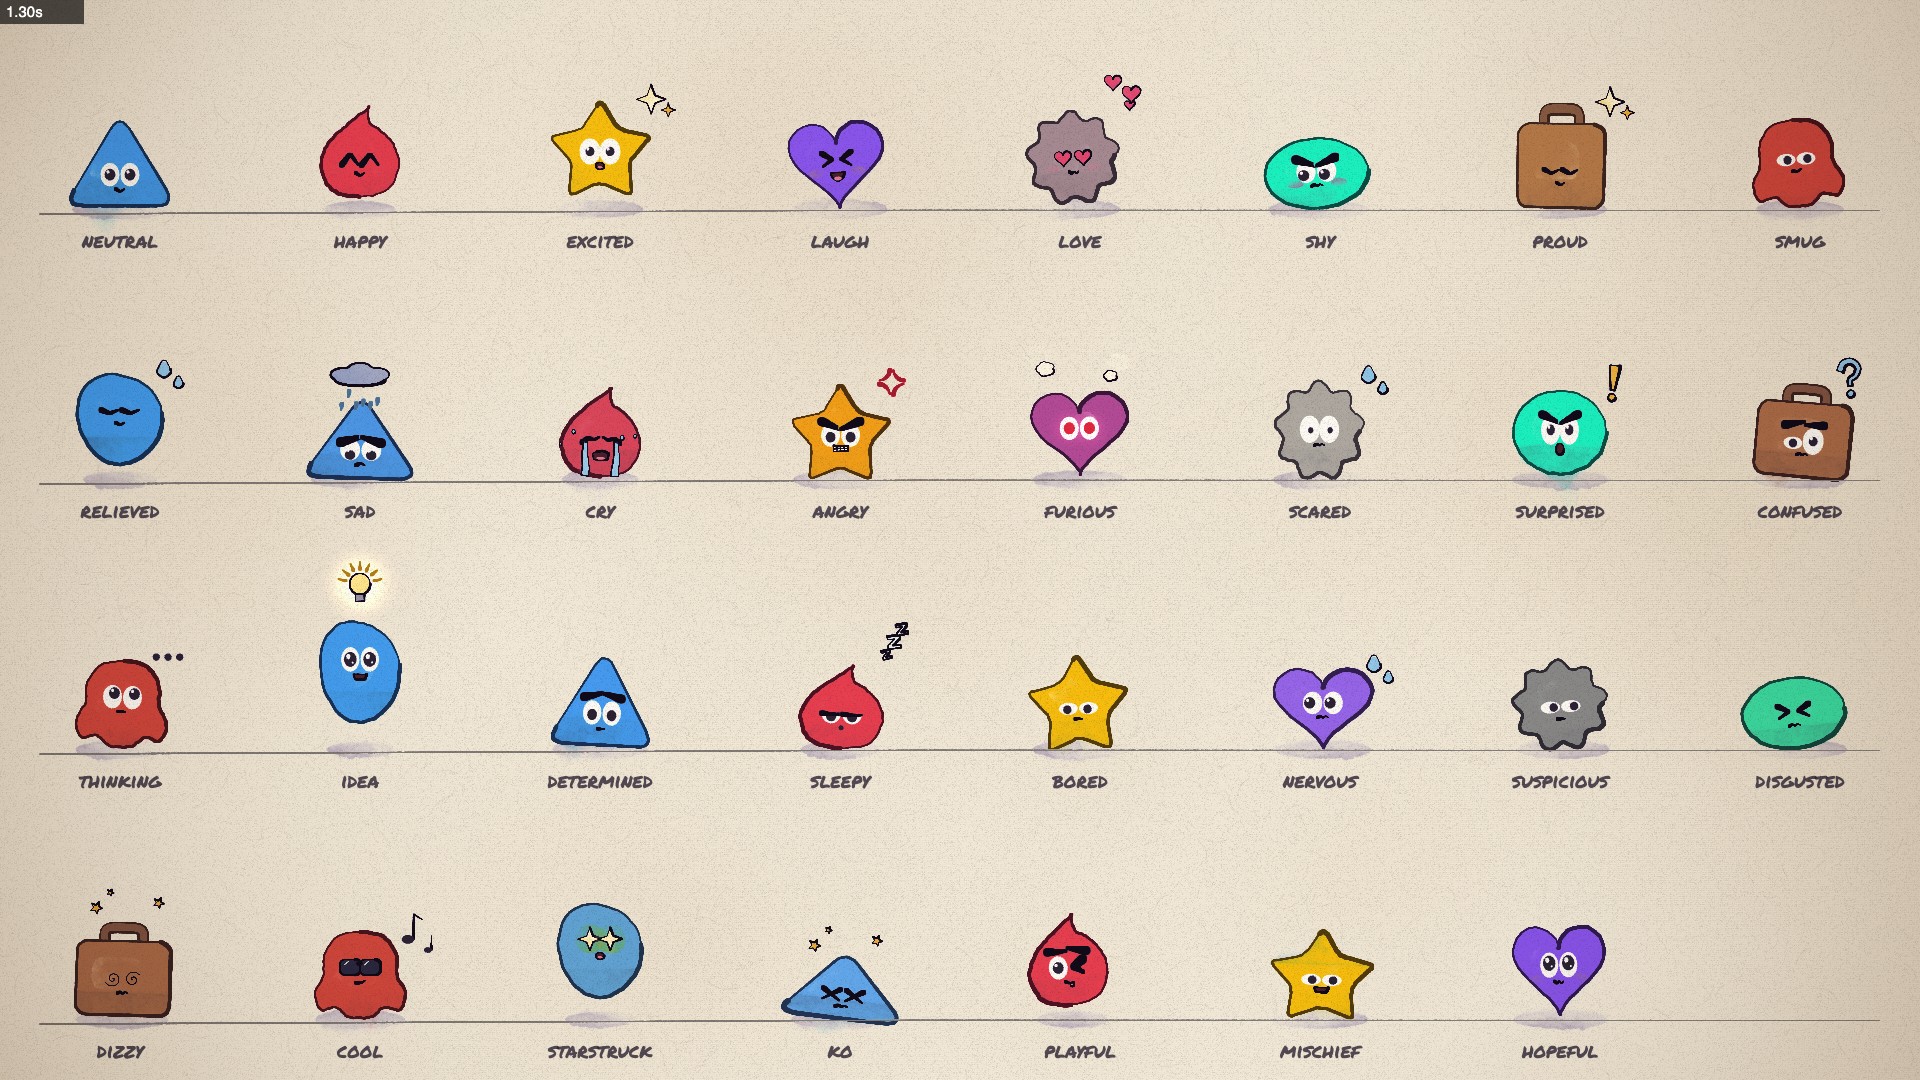 1.30s
NEUTRAL
HAPPY
EXCITED
LAUGH
LOVE
SHY
PROUD
SMUG
RELIEVED
SAD
CRY
ANGRY
FURIOUS
SCARED
SURPRISED
CONFUSED
THINKING
IDEA
DETERMINED
SLEEPY
BORED
NERVOUS
SUSPICIOUS
DISGUSTED
DIZZY
COOL
STARSTRUCK
KO
PLAYFUL
MISCHIEF
HOPEFUL